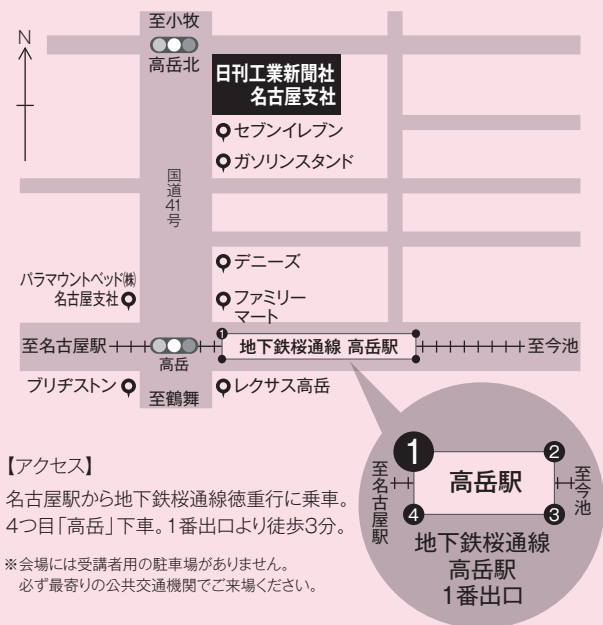 至小牧
N
高岳北
日刊工業新聞社
名古屋支社
セブンイレブン
ガソリンスタンド
国道41号
デニーズ
パラマウントベッド㈱
名古屋支社
ファミリー
マート
至名古屋駅
1
地下鉄桜通線 高岳駅
至今池
高岳
ブリヂストン
至鶴舞
レクサス高岳
【アクセス】
名古屋駅から地下鉄桜通線徳重行に乗車。
4つ目「高岳」下車。1番出口より徒歩3分。
※会場には受講者用の駐車場がありません。
必ず最寄りの公共交通機関でご来場ください。
1
2
至名古屋駅
高岳駅
至今池
4
3
地下鉄桜通線
高岳駅
1番出口